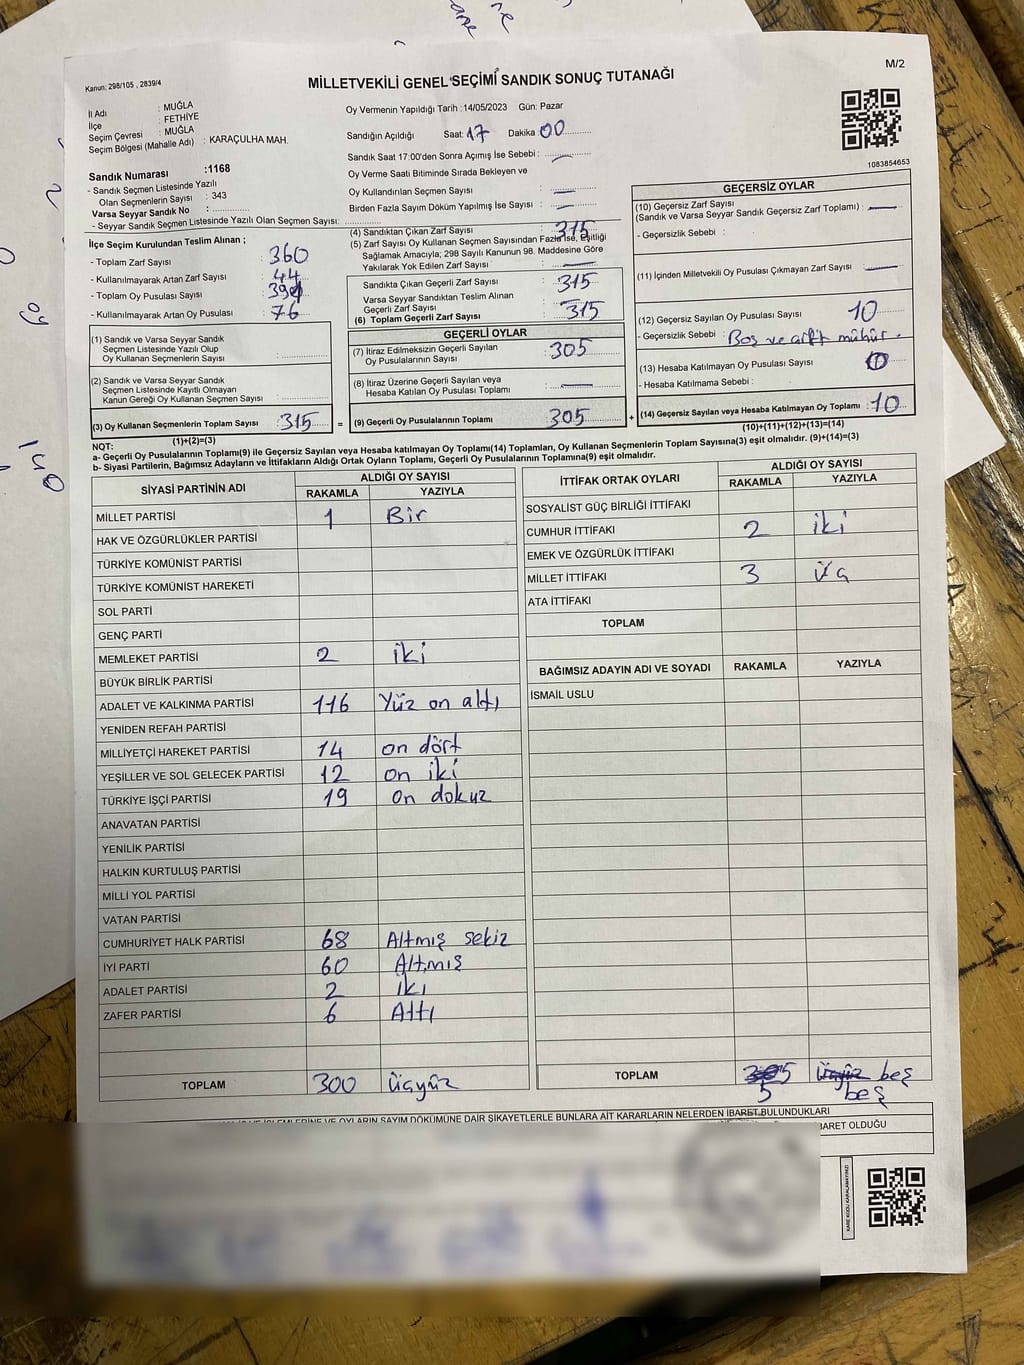 M/2
Kanun: 298/105 , 2839/4
MİLLETVEKİLİ GENEL SEÇİMİ SANDIK SONUÇ TUTANAĞI
İl Adı : MUĞLA
İlçe : FETHİYE
Seçim Çevresi : MUĞLA
Seçim Bölgesi (Mahalle Adı) : KARAÇULHA MAH.
Oy Vermenin Yapıldığı Tarih :14/05/2023 Gün: Pazar
Sandığın Açıldığı Saat: 17 Dakika 00
Sandık Saat 17:00'den Sonra Açımış İse Sebebi :
Oy Verme Saati Bitiminde Sırada Bekleyen ve
Oy Kullandırılan Seçmen Sayısı
Birden Fazla Sayım Döküm Yapılmış İse Sayısı :
1083854653
Sandık Numarası :1168
- Sandık Seçmen Listesinde Yazılı
Olan Seçmenlerin Sayısı : 343
Varsa Seyyar Sandık No :
- Seyyar Seçmen Listesinde Yazılı Olan Seçmen Sayısı:
İlçe Seçim Kurulundan Teslim Alınan ;
- Toplam Zarf Sayısı : 360
- Kullanılmayarak Artan Zarf Sayısı : 44
- Toplam Oy Pusulası Sayısı :
- Kullanılmayarak Artan Oy Pusulası : 76
(1) Sandık ve Varsa Seyyar Sandık
Seçmen Listesinde Yazılı Olup
Oy Kullanan Seçmenlerin Sayısı :
(2) Sandık ve Varsa Seyyar Sandık
Seçmen Listesinde Kayıtlı Olmayan
Kanun Gereği Oy Kullanan Seçmen Sayısı :
(3) Oy Kullanan Seçmenlerin Toplam Sayısı : 315
(1)+(2)=(3)
(4) Sandıktan Çıkan Zarf Sayısı : 315
(5) Zarf Sayısı Oy Kullanan Seçmen Sayısından Fazla İse, Eşitliği
Sağlamak Amacıyla; 298 Sayılı Kanunun 98. Maddesine Göre
Yakılarak Yok Edilen Zarf Sayısı :
Sandıkta Çıkan Geçerli Zarf Sayısı : 315
Varsa Seyyar Sandıktan Teslim Alınan
Geçerli Zarf Sayısı :
(6) Toplam Geçerli Zarf Sayısı : 315
GEÇERLİ OYLAR
(7) İtiraz Edilmeksizin Geçerli Sayılan
Oy Pusulalarının Sayısı : 305
(8) İtiraz Üzerine Geçerli Sayılan veya
Hesaba Katılan Oy Pusulası Toplamı :
= (9) Geçerli Oy Pusulalarının Toplamı 305 +
GEÇERSİZ OYLAR
(10) Geçersiz Zarf Sayısı
(Sandık ve Varsa Seyyar Sandık Geçersiz Zarf Toplamı) :
- Geçersizlik Sebebi :
(11) İçinden Milletvekili Oy Pusulası Çıkmayan Zarf Sayısı :
(12) Geçersiz Sayılan Oy Pusulası Sayısı : 10
- Geçersizlik Sebebi : Boş ve çift mühür.
(13) Hesaba Katılmayan Oy Pusulası Sayısı : 0
- Hesaba Katılmama Sebebi :
(14) Geçersiz Sayılan veya Hesaba Katılmayan Oy Toplamı : 10
(10)+(11)+(12)+(13)=(14)
NOT:
a- Geçerli Oy Pusulalarının Toplamı(9) ile Geçersiz Sayılan veya Hesaba katılmayan Oy Toplamı(14) Toplamları, Oy Kullanan Seçmenlerin Toplam Sayısına(3) eşit olmalıdır. (9)+(14)=(3)
b- Siyasi Partilerin, Bağımsız Adayların ve İttifakların Aldığı Ortak Oyların Toplamı, Geçerli Oy Pusulalarının Toplamına(9) eşit olmalıdır.
SİYASİ PARTİNİN ADI ALDIĞI OY SAYISI
RAKAMLA YAZIYLA
MİLLET PARTİSİ 1 Bir
HAK VE ÖZGÜRLÜKLER PARTİSİ
TÜRKİYE KOMÜNİST PARTİSİ
TÜRKİYE KOMÜNİST HAREKETİ
SOL PARTİ
GENÇ PARTİ
MEMLEKET PARTİSİ 2 iki
BÜYÜK BİRLİK PARTİSİ
ADALET VE KALKINMA PARTİSİ 116 Yüz on altı
YENİDEN REFAH PARTİSİ
MİLLİYETÇİ HAREKET PARTİSİ 14 on dört
YEŞİLLER VE SOL GELECEK PARTİSİ 12 on iki
TÜRKİYE İŞÇİ PARTİSİ 19 on dokuz
ANAVATAN PARTİSİ
YENİLİK PARTİSİ
HALKIN KURTULUŞ PARTİSİ
MİLLİ YOL PARTİSİ
VATAN PARTİSİ
CUMHURİYET HALK PARTİSİ 68 Altmış sekiz
İYİ PARTİ 60 Altmış
ADALET PARTİSİ 2 iki
ZAFER PARTİSİ 6 Altı
TOPLAM 300 üçyüz
İTTİFAK ORTAK OYLARI ALDIĞI OY SAYISI
RAKAMLA YAZIYLA
SOSYALİST GÜÇ BİRLİĞİ İTTİFAKI
CUMHUR İTTİFAKI 2 iki
EMEK VE ÖZGÜRLÜK İTTİFAKI
MİLLET İTTİFAKI 3 üç
ATA İTTİFAKI
TOPLAM
BAĞIMSIZ ADAYIN ADI VE SOYADI RAKAMLA YAZIYLA
İSMAİL USLU
TOPLAM 305 üçyüz beş
5 beş
SAYIM DÖKÜMÜNE DAİR ŞİKAYETLERLE BUNLARA AİT KARARLARIN NELERDEN İBARET BULUNDUKLARI
BARET OLDUĞU
KARE KODU KARALAMAYINIZ!